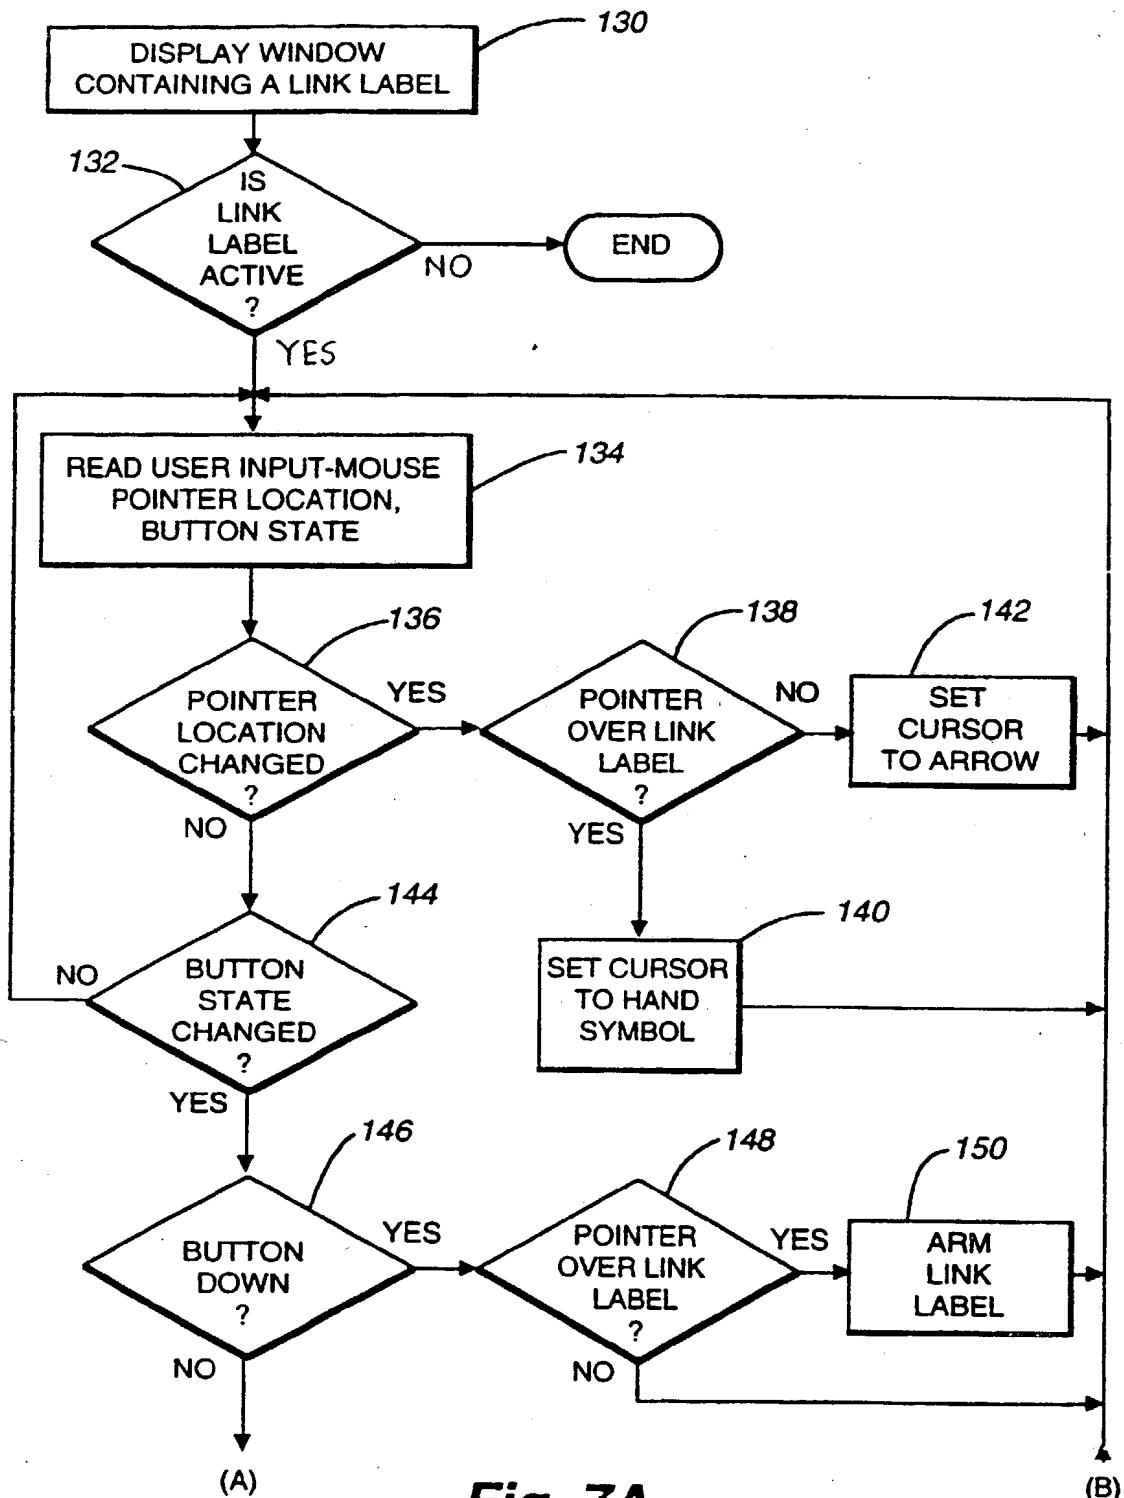 130
DISPLAY WINDOW
CONTAINING A LINK LABEL
132
IS
LINK
LABEL
ACTIVE
?
NO
END
YES
134
READ USER INPUT-MOUSE
POINTER LOCATION,
BUTTON STATE
136
POINTER
LOCATION
CHANGED
?
YES
NO
138
POINTER
OVER LINK
LABEL
?
NO
YES
142
SET
CURSOR
TO ARROW
144
BUTTON
STATE
CHANGED
?
NO
YES
140
SET CURSOR
TO HAND
SYMBOL
146
BUTTON
DOWN
?
YES
NO
148
POINTER
OVER LINK
LABEL
?
YES
NO
150
ARM
LINK
LABEL
(A)
(B)
Fig. 7A